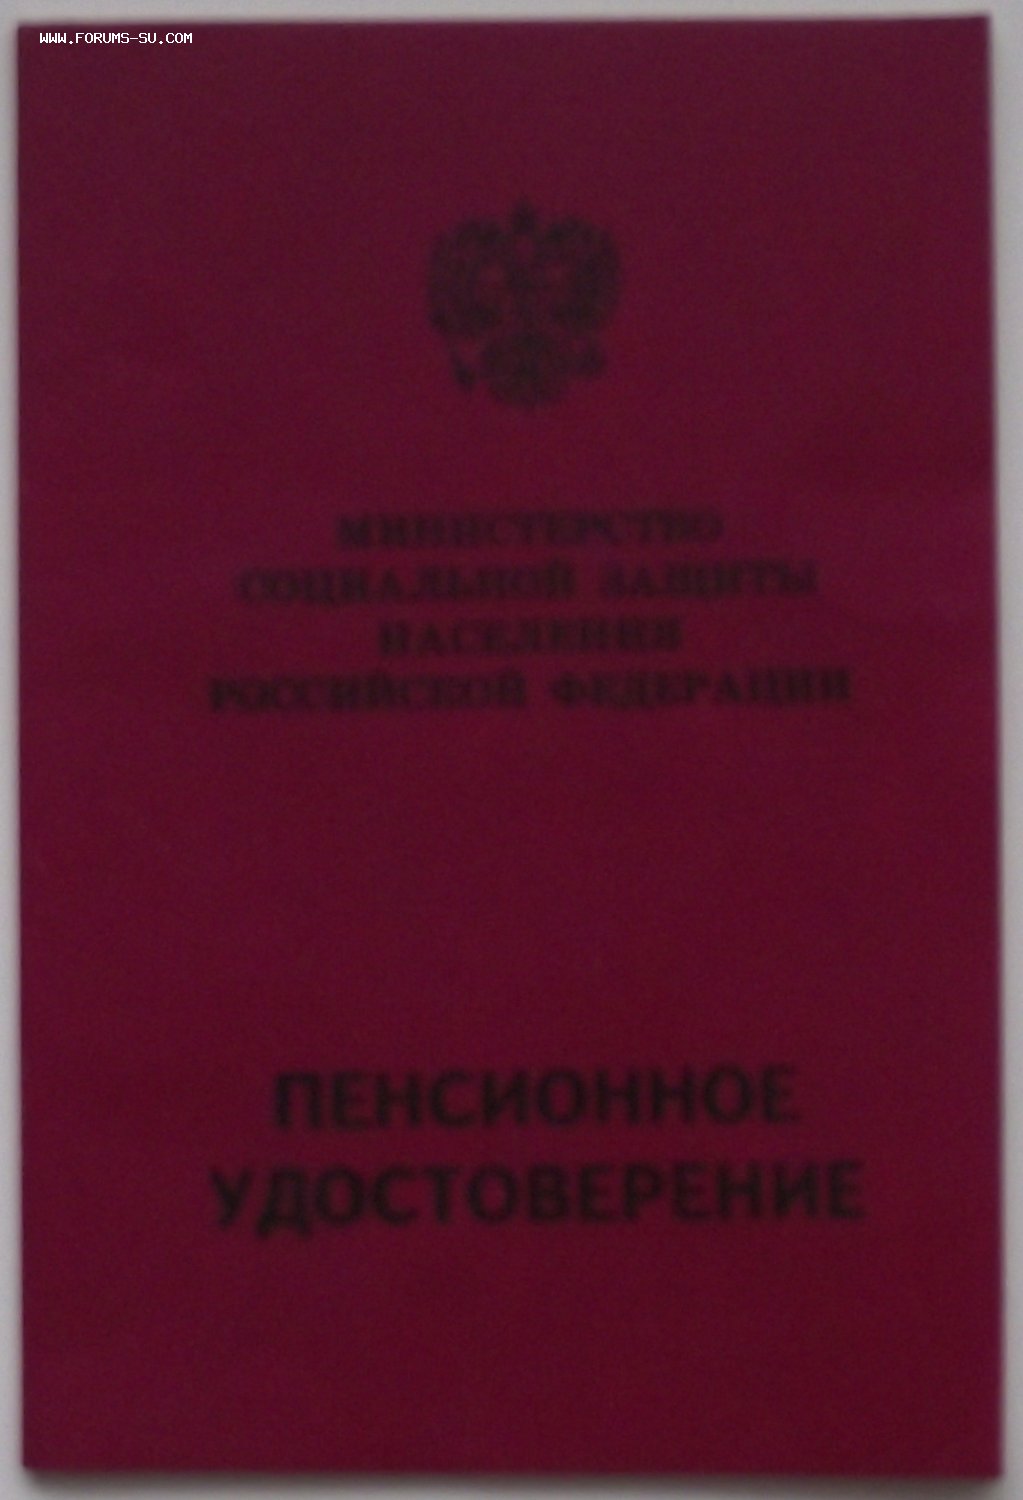 WWW.FORUMS-SU.COM
МИНИСТЕРСТВО
СОЦИАЛЬНОЙ ЗАЩИТЫ
НАСЕЛЕНИЯ
РОССИЙСКОЙ ФЕДЕРАЦИИ
ПЕНСИОННОЕ
УДОСТОВЕРЕНИЕ